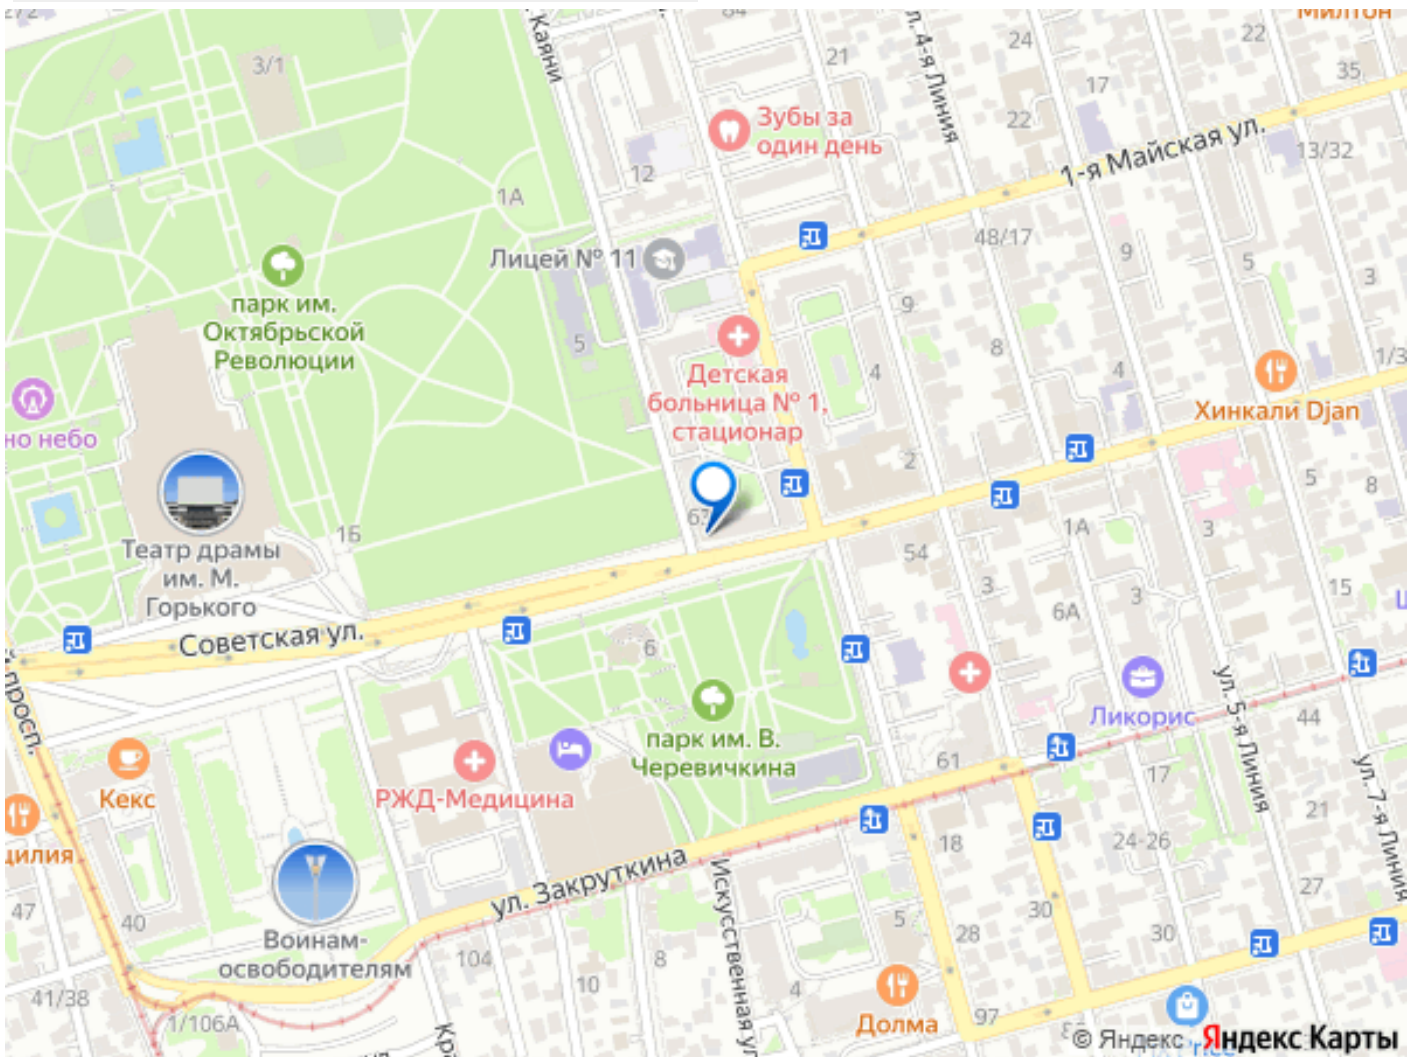 72/2
3/1
Каяни
64
21
ул. 4-я Линия
24
17
22
22
МИЛТОН
35
Зубы за
один день
12
1А
1-я Майская ул.
13/32
Лицей № 11
48/17
9
5
3
парк им.
Октябрьской
Революции
9
5
8
4
4
1/3
Детская
больница № 1,
стационар
Хинкали Djan
но небо
2
5
8
63
1Б
Театр драмы
им. М.
Горького
54
1А
3
3
15
6А
3
Советская ул.
6
просп.
парк им. В.
Черевичкина
Ликорис
ул. 5-я Линия
44
61
17
ул. 7-я Линия
Кекс
РЖД-Медицина
21
цилия
18
24-26
ул. Закруткина
Искусственная ул.
27
47
40
5
28
30
30
Воинам-
освободителям
104
8
10
4
41/38
1/106А
Кра
Долма
97
© Яндекс Яндекс Карты